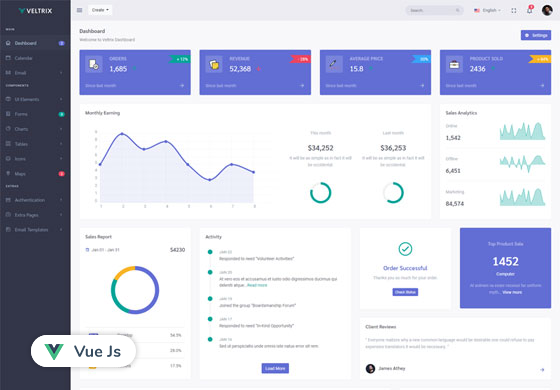 VELTRIX
Create
Search..
English
MAIN
Dashboard
Calendar
Email
COMPONENTS
UI Elements
Forms
Charts
Tables
Icons
Maps
EXTRAS
Authentication
Extra Pages
Email Templates
Dashboard
Welcome to Veltrix Dashboard
Settings
ORDERS
1,685
+ 12%
Since last month
REVENUE
52,368
- 28%
Since last month
AVERAGE PRICE
15.8
00%
Since last month
PRODUCT SOLD
2436
+ 84%
Since last month
Monthly Earning
1 2 3 4 5 6 7 8
This month
$34,252
It will be as simple as in fact it will be occidental.
Last month
$36,253
It will be as simple as in fact it will be occidental.
Sales Analytics
Online
1,542
Offline
6,451
Marketing
84,574
Sales Report
Jan 01 - Jan 31
$4230
54.5%
28.0%
17.5%
Activity
JAN 22
Responded to need “Volunteer Activities”
JAN 20
At vero eos et accusamus et iusto odio dignissimos ducimus qui
deleniti atque. Read more
JAN 19
Joined the group “Boardsmanship Forum”
JAN 17
Responded to need “In-Kind Opportunity”
JAN 16
Sed ut perspiciatis unde omnis iste natus error sit rem.
Load More
Order Successful
Thanks you so much for your order.
Check Status
Top Product Sale
1452
Computer
View more
Client Reviews
" Everyone realizes why a new common language would be desirable one could refuse to pay
expensive translators it would be necessary. "
James Athey
Vue Js